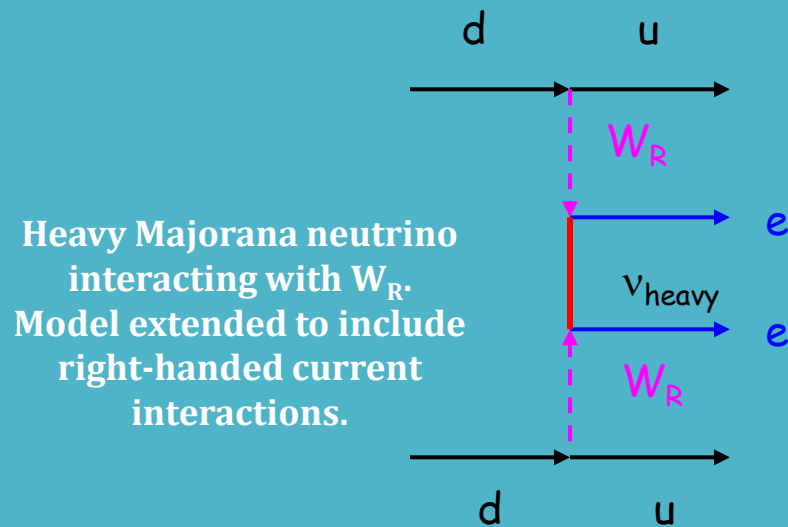 d u
W_R
e
Heavy Majorana neutrino
interacting with W_R.
ν_heavy
Model extended to include
e
right-handed current
W_R
interactions.
d u